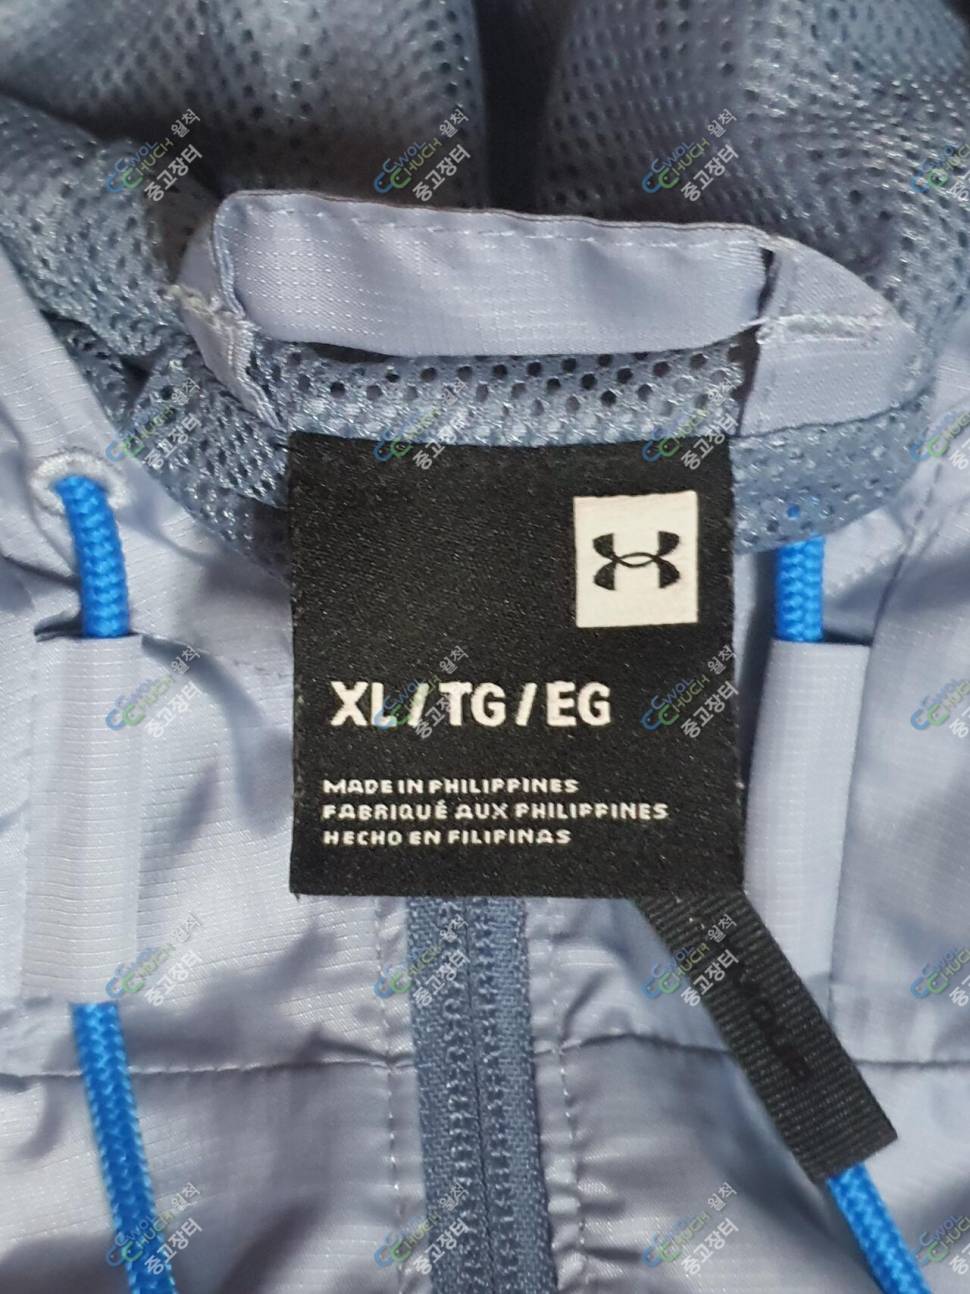 XL/TG/EG
MADE IN PHILIPPINES
FABRIQUÉ AUX PHILIPPINES
HECHO EN FILIPINAS
CWOL
CHUCH 월척
중고장터